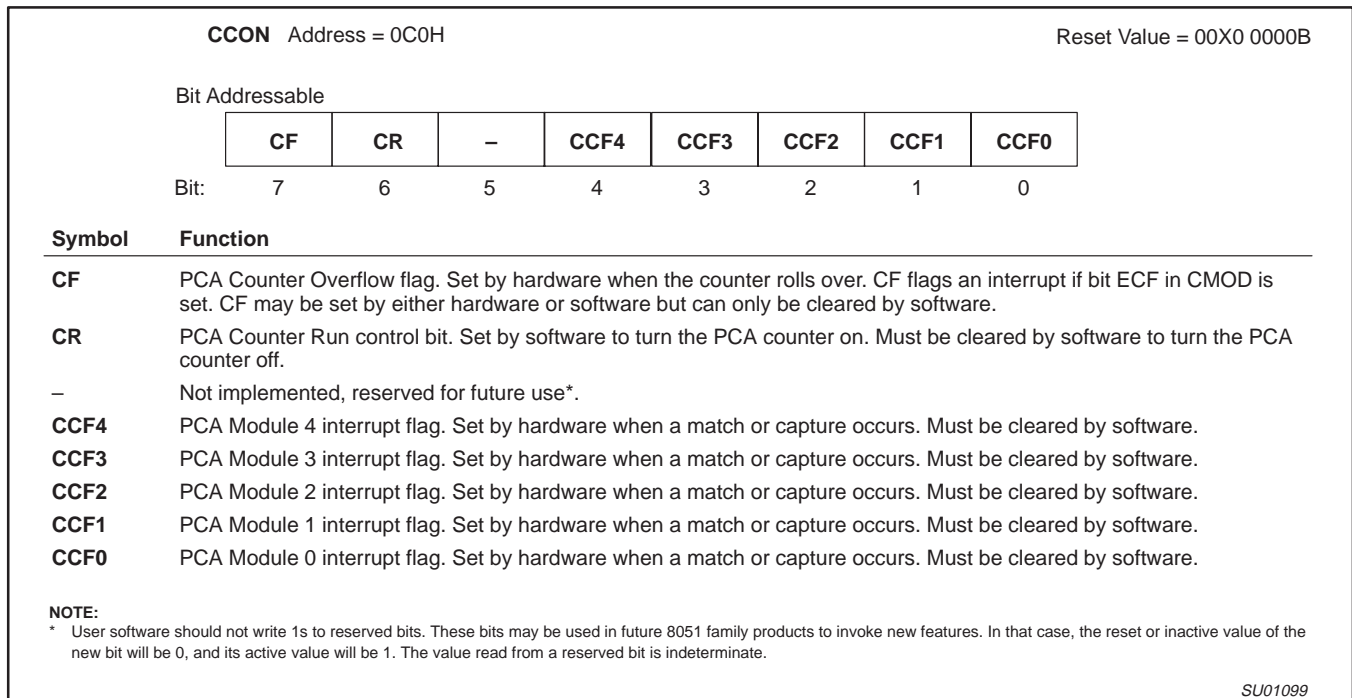 CCON Address = 0C0H Reset Value = 00X0 0000B
Bit Addressable
CF CR – CCF4 CCF3 CCF2 CCF1 CCF0
Bit: 7 6 5 4 3 2 1 0
Symbol Function
CF PCA Counter Overflow flag. Set by hardware when the counter rolls over. CF flags an interrupt if bit ECF in CMOD is
set. CF may be set by either hardware or software but can only be cleared by software.
CR PCA Counter Run control bit. Set by software to turn the PCA counter on. Must be cleared by software to turn the PCA
counter off.
– Not implemented, reserved for future use*.
CCF4 PCA Module 4 interrupt flag. Set by hardware when a match or capture occurs. Must be cleared by software.
CCF3 PCA Module 3 interrupt flag. Set by hardware when a match or capture occurs. Must be cleared by software.
CCF2 PCA Module 2 interrupt flag. Set by hardware when a match or capture occurs. Must be cleared by software.
CCF1 PCA Module 1 interrupt flag. Set by hardware when a match or capture occurs. Must be cleared by software.
CCF0 PCA Module 0 interrupt flag. Set by hardware when a match or capture occurs. Must be cleared by software.
NOTE:
* User software should not write 1s to reserved bits. These bits may be used in future 8051 family products to invoke new features. In that case, the reset or inactive value of the
new bit will be 0, and its active value will be 1. The value read from a reserved bit is indeterminate.
SU01099